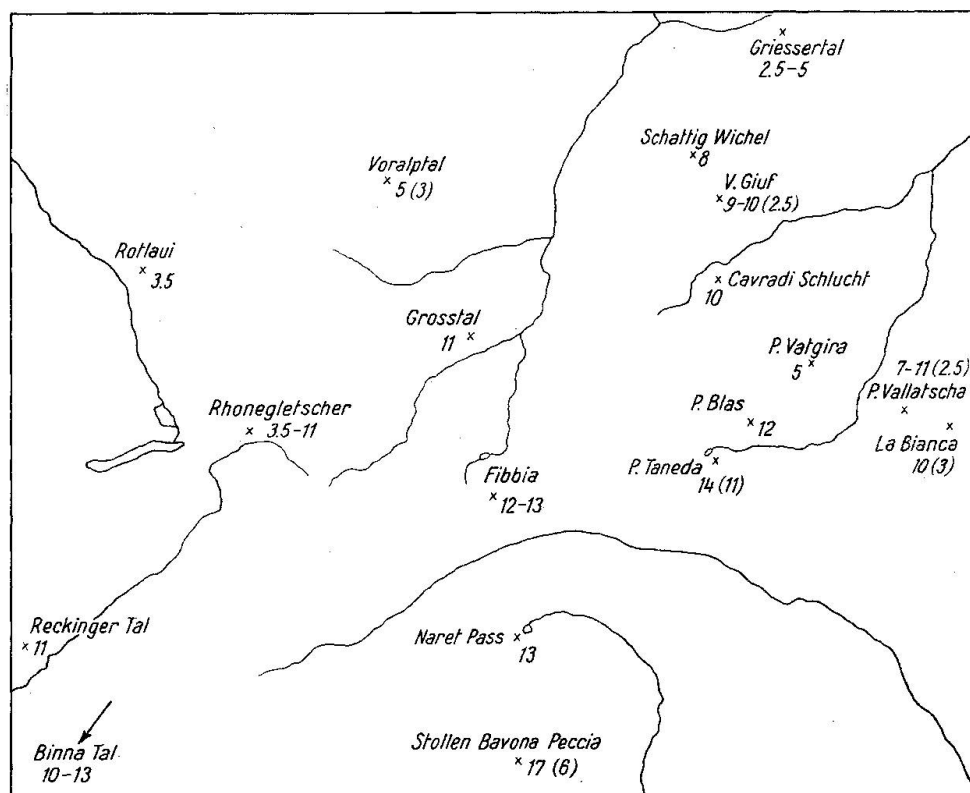 Griessertal
2.5-5
Schattig Wichel
8
Voralptal
5 (3)
V. Giuf
9-10 (2.5)
Rotlaui
3.5
Cavradi Schlucht
10
Grosstal
11
P. Vatgira
5
7-11 (2.5)
P. Vallatscha
Rhonegletscher
3.5-11
P. Blas
12
La Bianca
10 (3)
Fibbia
12-13
P. Taneda
14 (11)
Reckinger Tal
11
Naret Pass
13
Binna Tal
10-13
Stollen Bavona Peccia
17 (6)